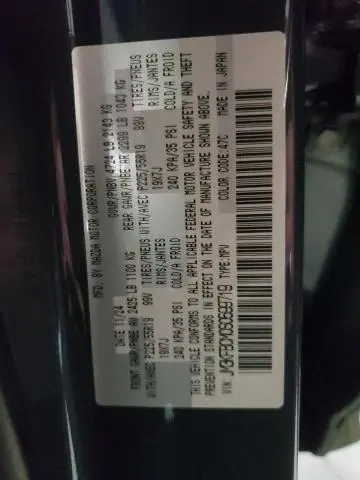 MFD. BY MAZDA MOTOR CORPORATION
DATE 11/24 GVWR/PNBV 4724 LB 2143 KG
GAWR/PNBE AV 2425 LB 1100 KG REAR GAWR/PNBE AR 2299 LB 1043 KG
WITH/AVEC P225/55R19 99V TIRES/PNEUS WITH/AVEC P225/55R19 99V TIRES/PNEUS
19X7J RIMS/JANTES 19X7J RIMS/JANTES
240 KPA/35 PSI COLD/A FROID 240 KPA/35 PSI COLD/A FROID
THIS VEHICLE CONFORMS TO ALL APPLICABLE FEDERAL MOTOR VEHICLE SAFETY AND THEFT
PREVENTION STANDARDS IN EFFECT ON THE DATE OF MANUFACTURE SHOWN ABOVE.
VIN: TYPE:MPV COLOR CODE:47C MADE IN JAPAN